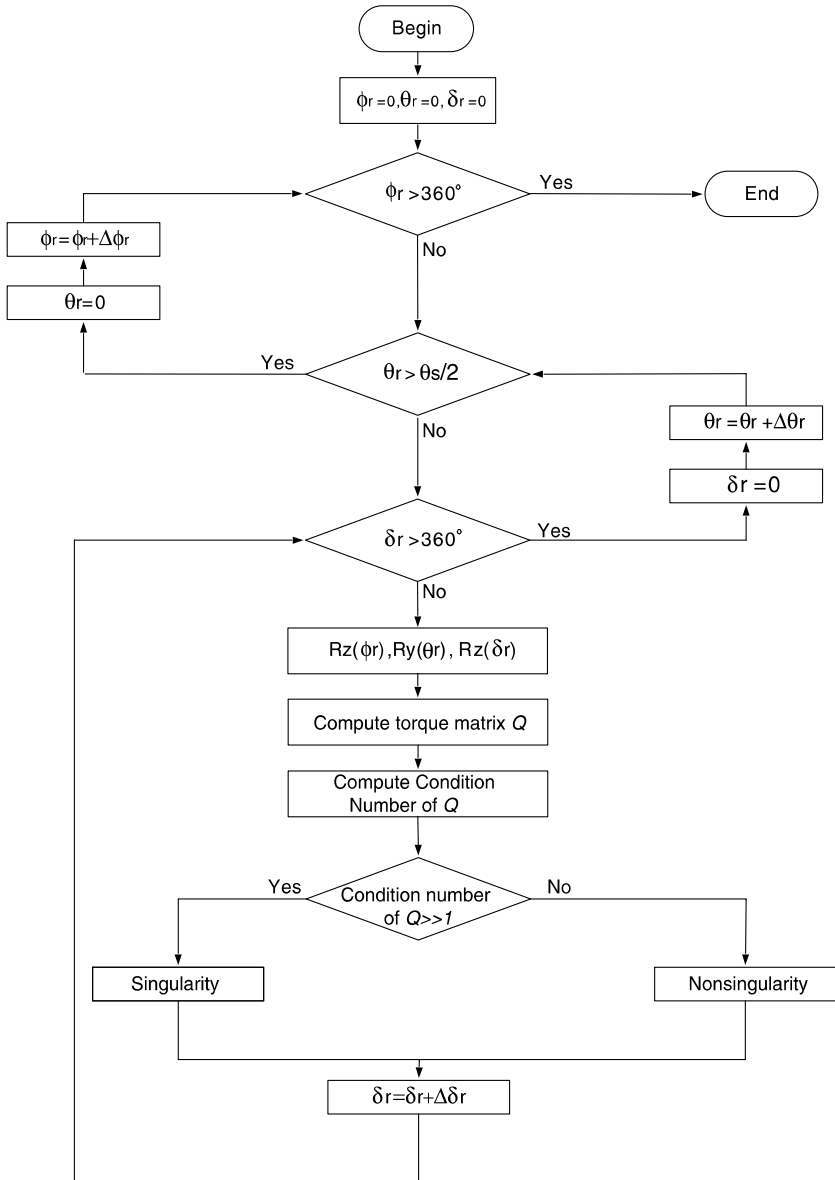 Begin
ϕr=0,θr=0,δr=0
ϕr>360°
Yes
End
No
ϕr=ϕr+Δϕr
θr=0
Yes
θr>θs/2
No
θr=θr+Δθr
δr=0
δr>360°
Yes
No
Rz(ϕr),Ry(θr), Rz(δr)
Compute torque matrix Q
Compute Condition
Number of Q
Yes
Condition number
of Q>>1
No
Singularity
Nonsingularity
δr=δr+Δδr